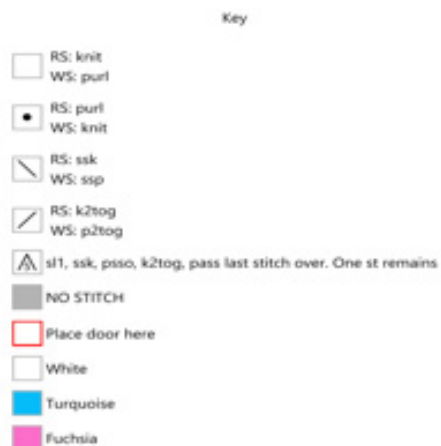 Key
RS: knit
WS: purl
RS: purl
WS: knit
RS: ssk
WS: ssp
RS: k2tog
WS: p2tog
sl1, ssk, psso, k2tog, pass last stitch over. One st remains
NO STITCH
Place door here
White
Turquoise
Fuchsia